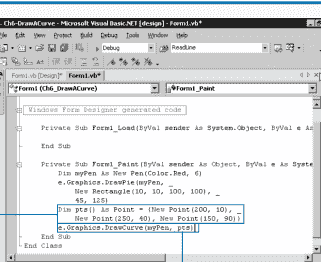 Ch6-DrawCurve - Microsoft Visual Basic.NET [design] - Form1.vb*
File Edit View Project Build Debug Tools Window Help
Debug ReadLine
Form1.vb [Design]* Form1.vb*
Form1 (Ch6_DrawACurve) Form1_Paint
Windows Form Designer generated code
Private Sub Form1_Load(ByVal sender As System.Object, ByVal e As
End Sub
Private Sub Form1_Paint(ByVal sender As Object, ByVal e As Syste
Dim myPen As New Pen(Color.Red, 6)
e.Graphics.DrawPie(myPen, _
New Rectangle(10, 10, 100, 100), _
45, 125)
Dim pts() As Point = {New Point(200, 10), _
New Point(250, 40), New Point(150, 90)}
e.Graphics.DrawCurve(myPen, pts)
End Sub
End Class